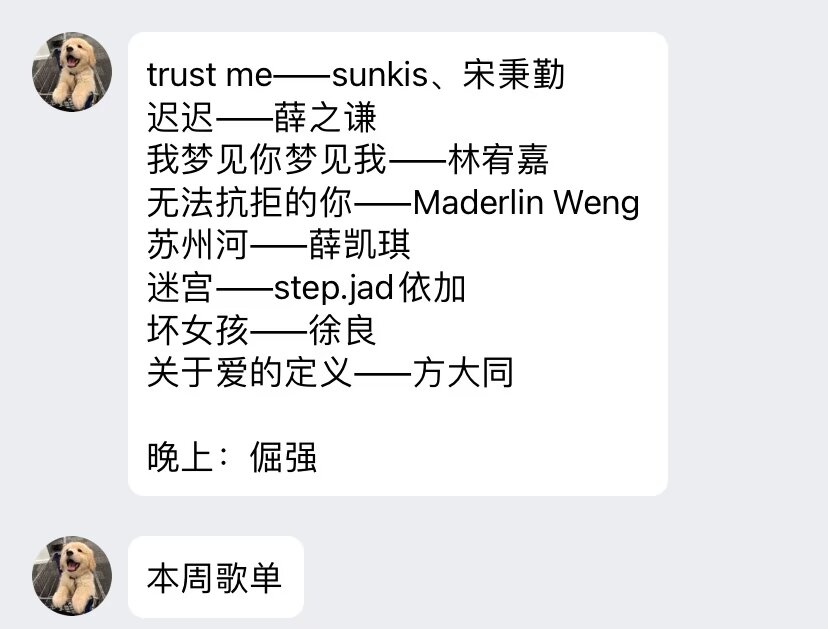 trust me——sunkis、宋秉勤
迟迟——薛之谦
我梦见你梦见我——林宥嘉
无法抗拒的你——Maderlin Weng
苏州河——薛凯琪
迷宫——step.jad依加
坏女孩——徐良
关于爱的定义——方大同
晚上：倔强
本周歌单